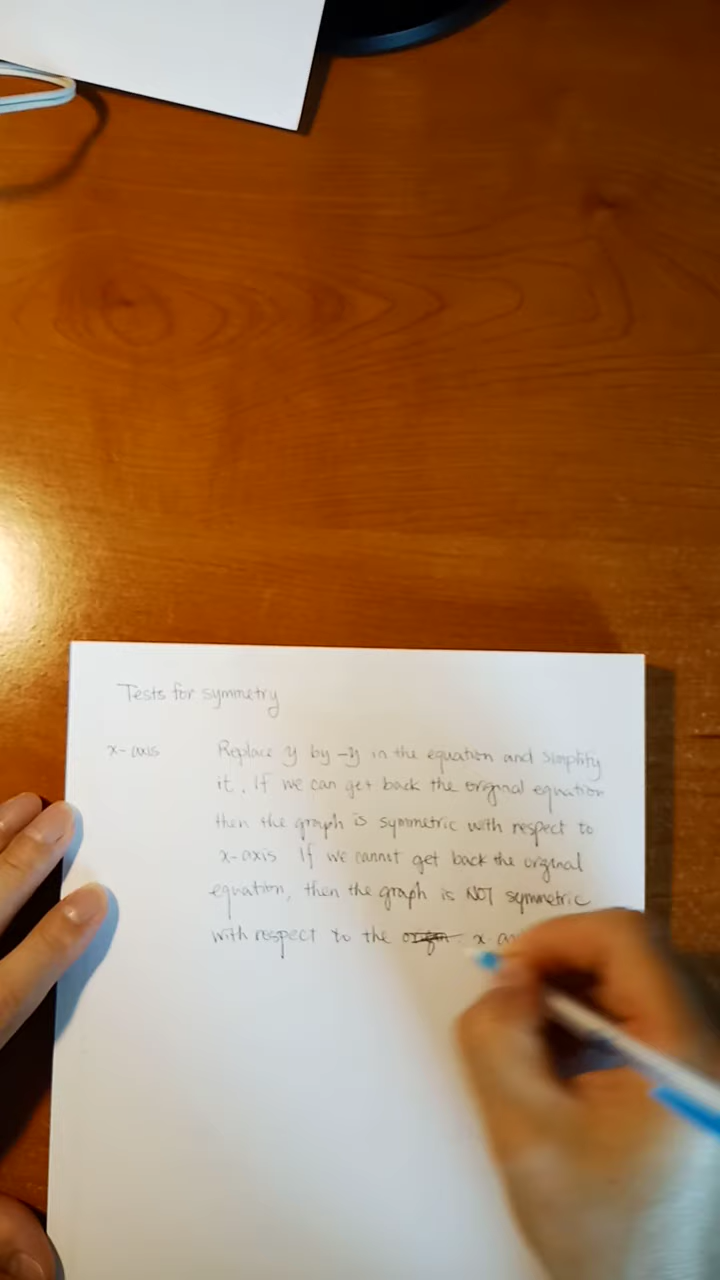 Tests for symmetry
x-axis Replace y by -y in the equation and simplify
it. If we can get back the orginal equation
then the graph is symmetric with respect to
x-axis If we cannot get back the orginal
equation, then the graph is NOT symmetric
with respect to the x-